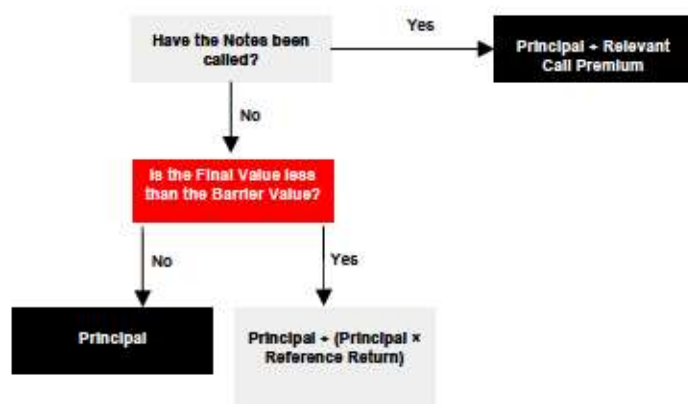 Have the Notes been
called?
Yes
Principal + Relevant
Call Premium
No
Is the Final Value less
than the Barrier Value?
No
Yes
Principal
Principal + (Principal ×
Reference Return)